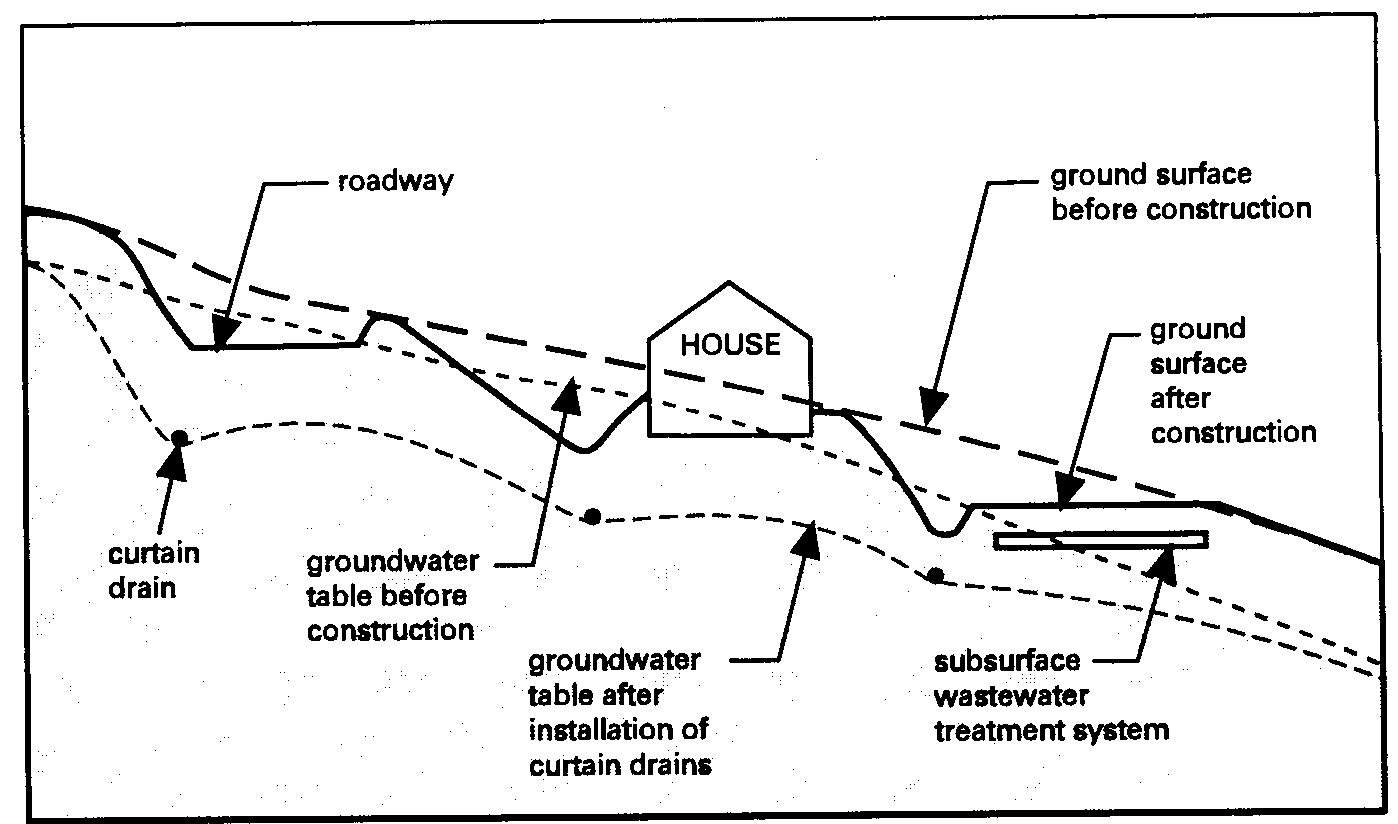 roadway
ground surface
before construction
HOUSE
ground
surface
after
construction
curtain
drain
groundwater
table before
construction
groundwater
table after
installation of
curtain drains
subsurface
wastewater
treatment system